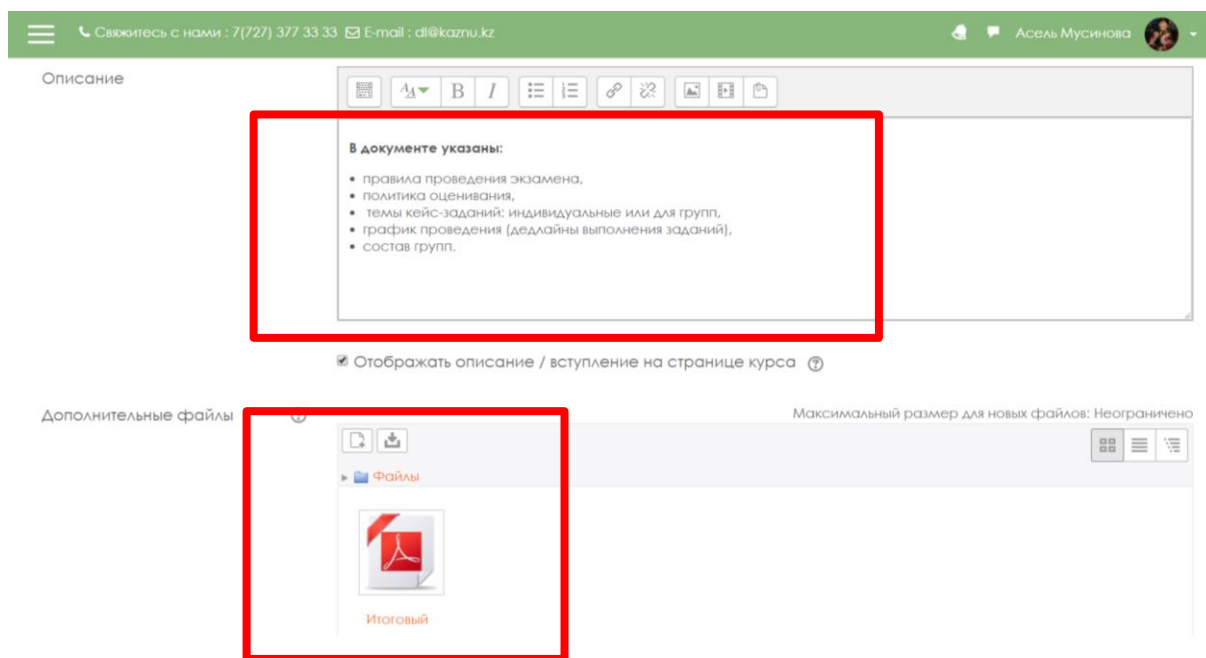 Свяжитесь с нами : 7(727) 377 33 33 E-mail : dl@kaznu.kz Асель Мусинова
Описание
В документе указаны:
• правила проведения экзамена,
• политика оценивания,
• темы кейс-заданий: индивидуальные или для групп,
• график проведения (дедлайны выполнения заданий),
• состав групп.
Отображать описание / вступление на странице курса
Дополнительные файлы
Максимальный размер для новых файлов: Неограничено
Файлы
Итоговый